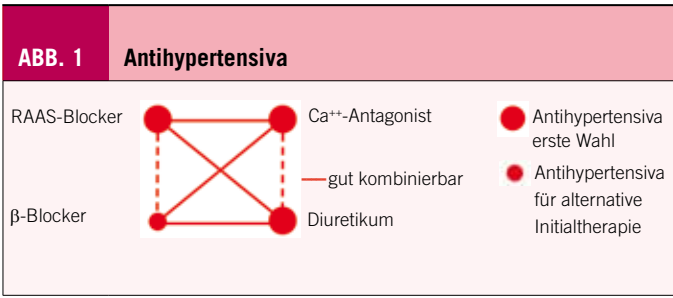 ABB. 1 Antihypertensiva
RAAS-Blocker
Ca⁺⁺-Antagonist
β-Blocker
gut kombinierbar
Diuretikum
Antihypertensiva
erste Wahl
Antihypertensiva
für alternative
Initialtherapie